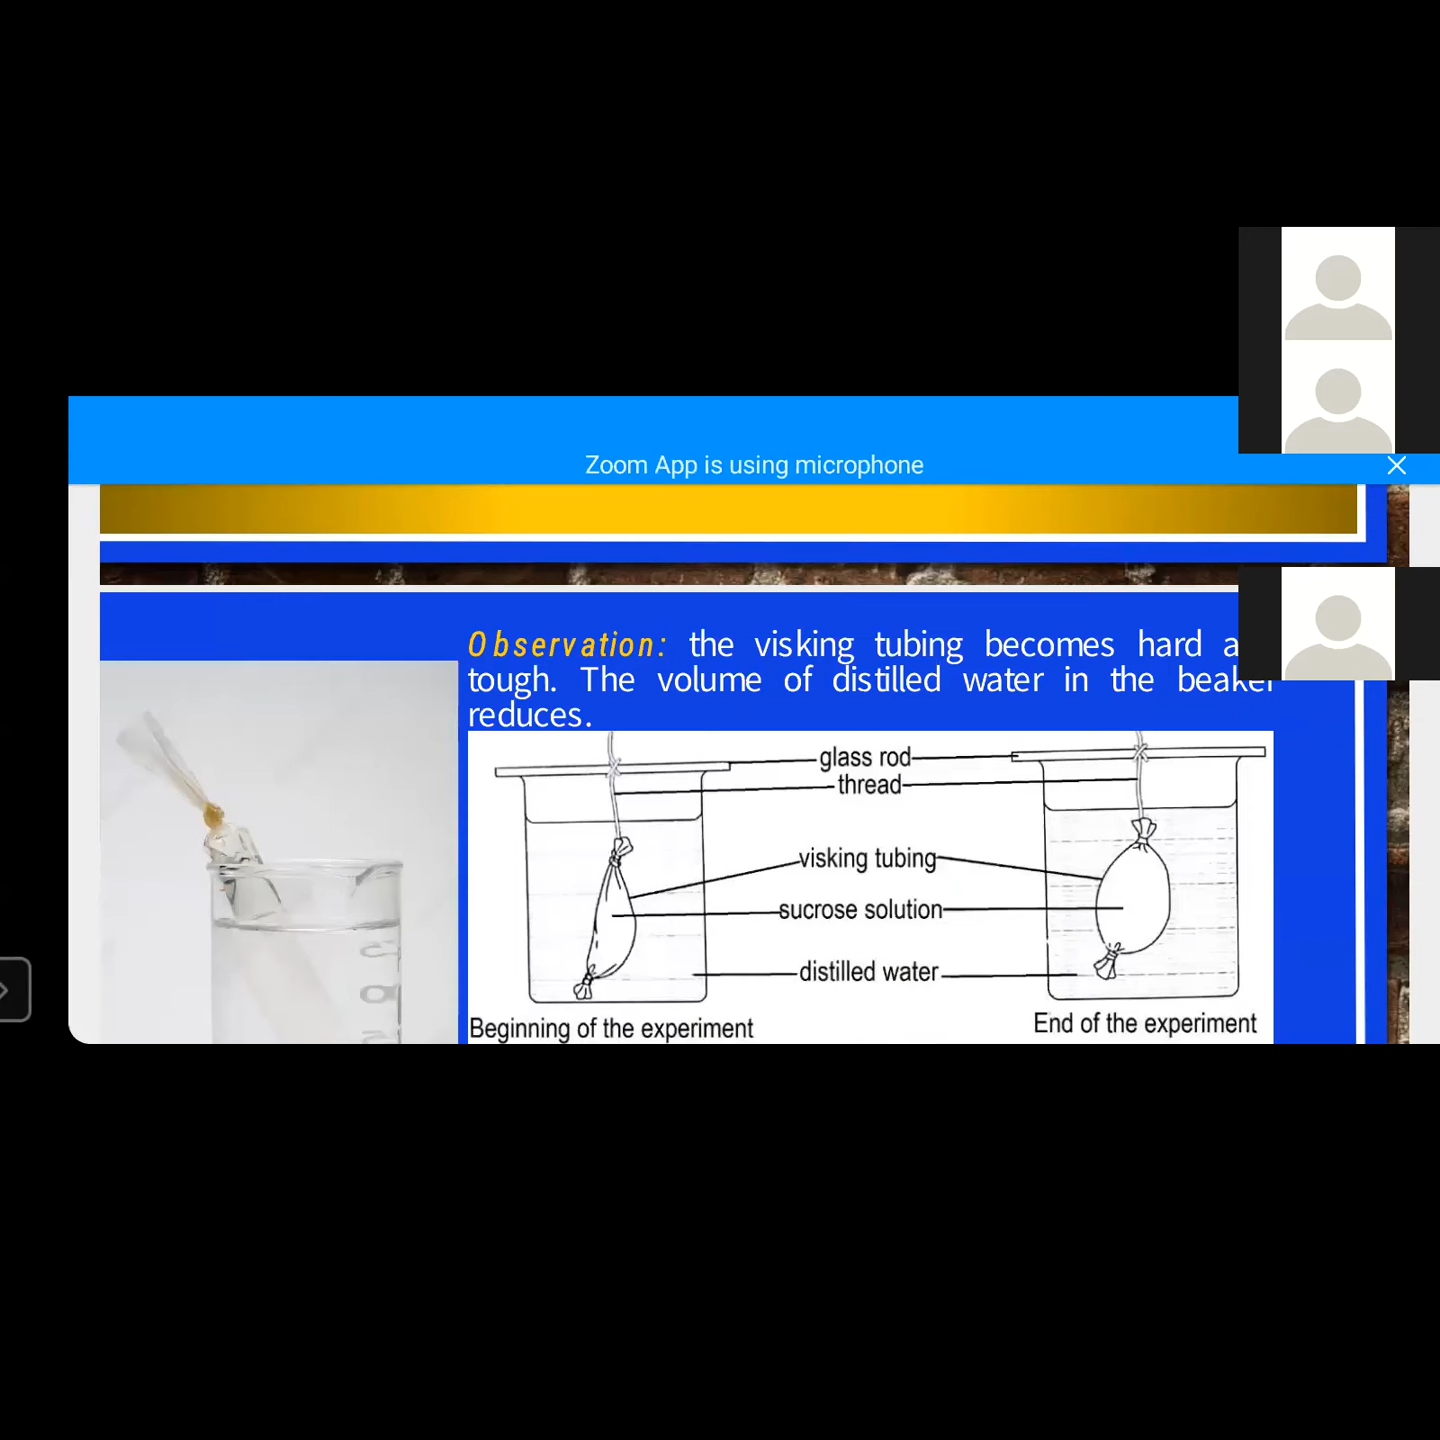 Zoom App is using microphone
Observation: the visking tubing becomes hard
tough. The volume of distilled water in the beaker
reduces.
glass rod
thread
visking tubing
sucrose solution
distilled water
Beginning of the experiment
End of the experiment